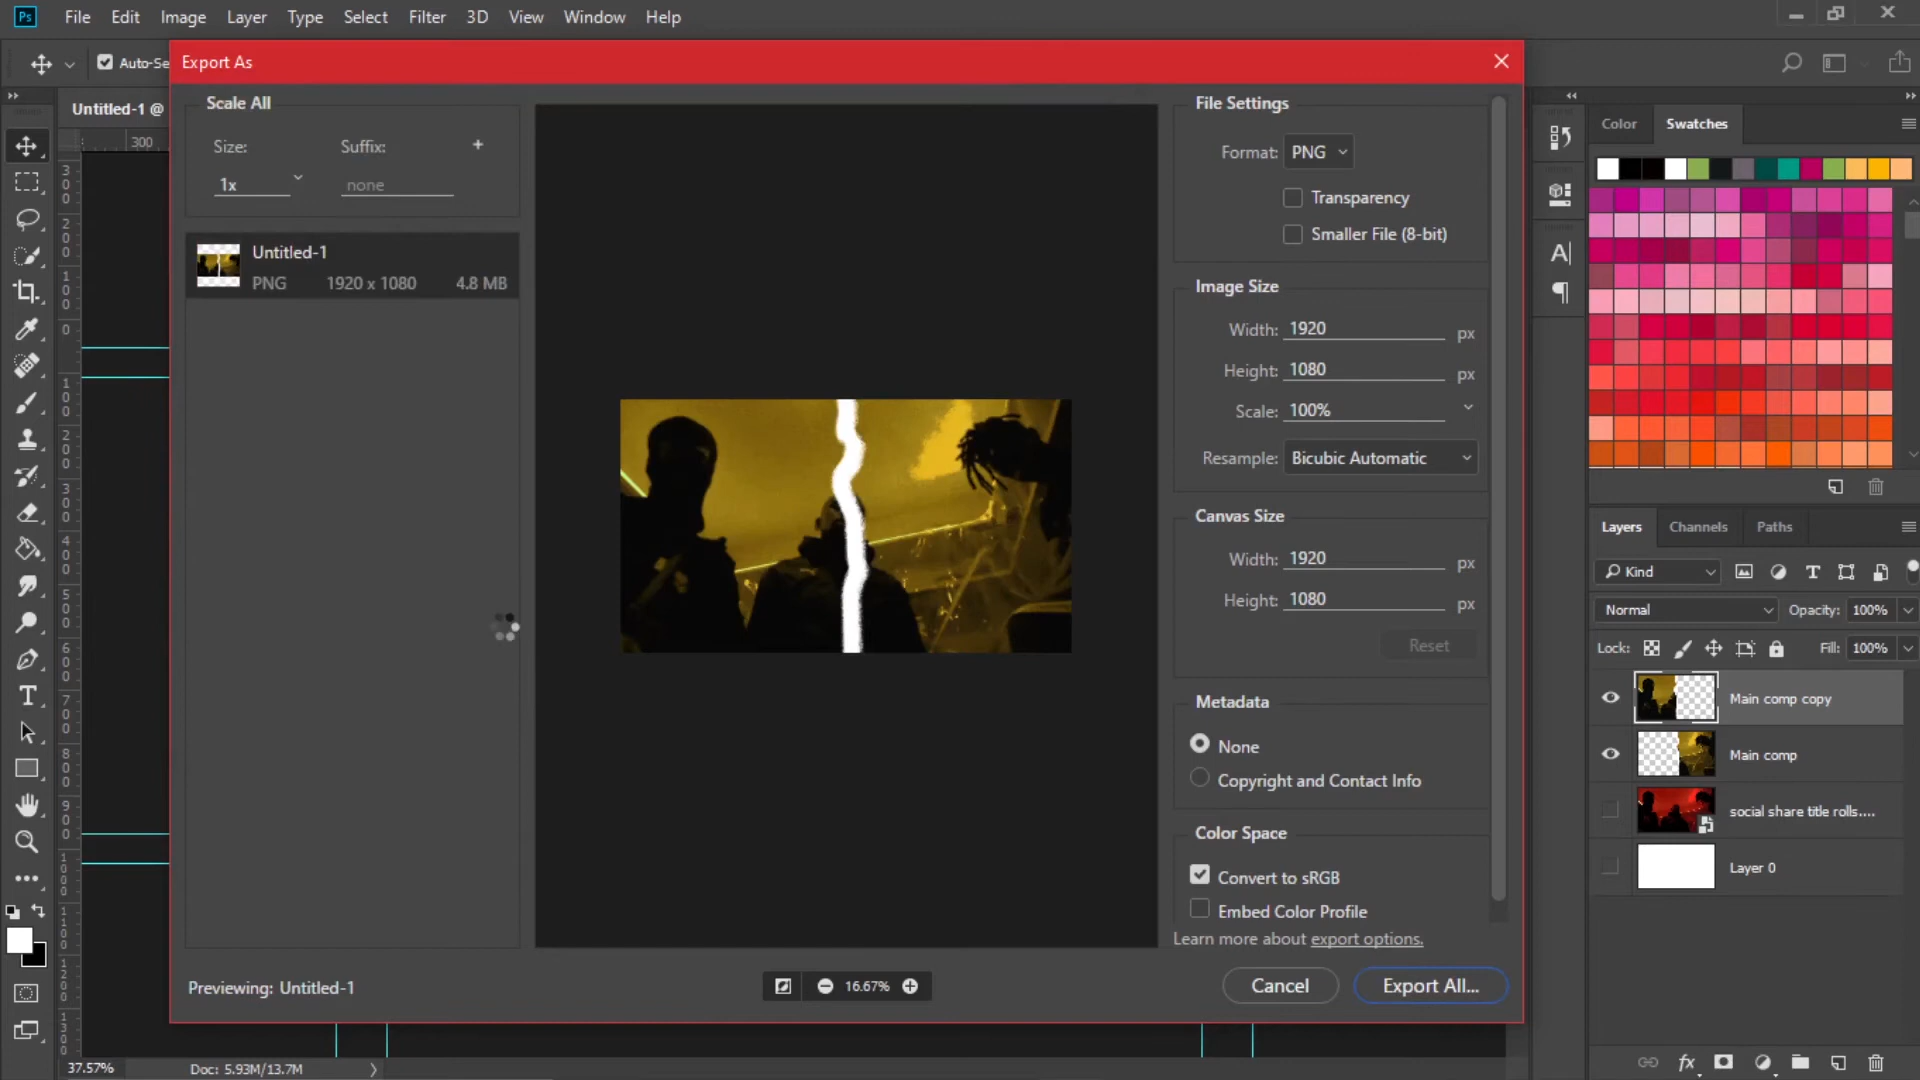 Ps File Edit Image Layer Type Select Filter 3D View Window Help
Auto-Se
Export As
Untitled-1 @
300
Scale All
Size: Suffix: +
1x none
Untitled-1
PNG 1920 x 1080 4.8 MB
Previewing: Untitled-1
16.67%
File Settings
Format: PNG
Transparency
Smaller File (8-bit)
Image Size
Width: 1920 px
Height: 1080 px
Scale: 100%
Resample: Bicubic Automatic
Canvas Size
Width: 1920 px
Height: 1080 px
Reset
Metadata
None
Copyright and Contact Info
Color Space
Convert to sRGB
Embed Color Profile
Learn more about export options.
Cancel Export All...
Color Swatches
Layers Channels Paths
Kind
Normal Opacity: 100%
Lock: Fill: 100%
Main comp copy
Main comp
social share title rolls....
Layer 0
37.57% Doc: 5.93M/13.7M